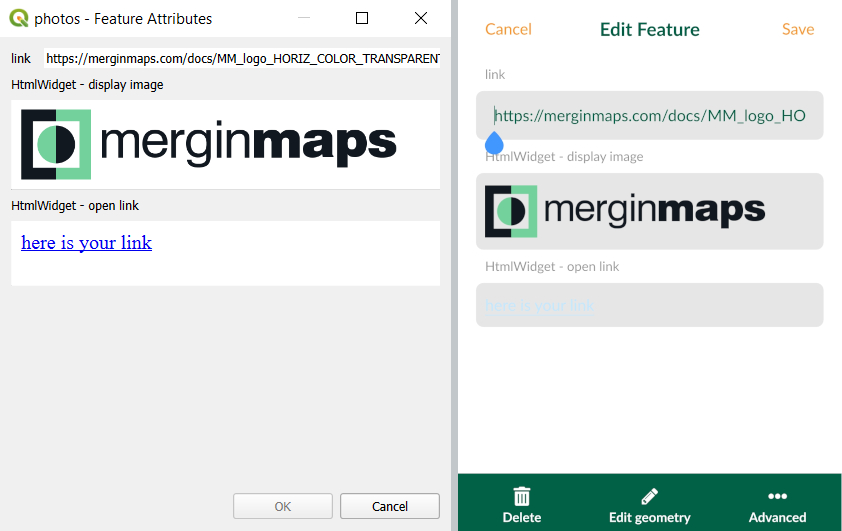 photos - Feature Attributes
link https://merginmaps.com/docs/MM_logo_HORIZ_COLOR_TRANSPARENT
HtmlWidget - display image
merginmaps
HtmlWidget - open link
here is your link
OK Cancel
Cancel Edit Feature Save
link
https://merginmaps.com/docs/MM_logo_HO
HtmlWidget - display image
merginmaps
HtmlWidget - open link
here is your link
Delete Edit geometry Advanced